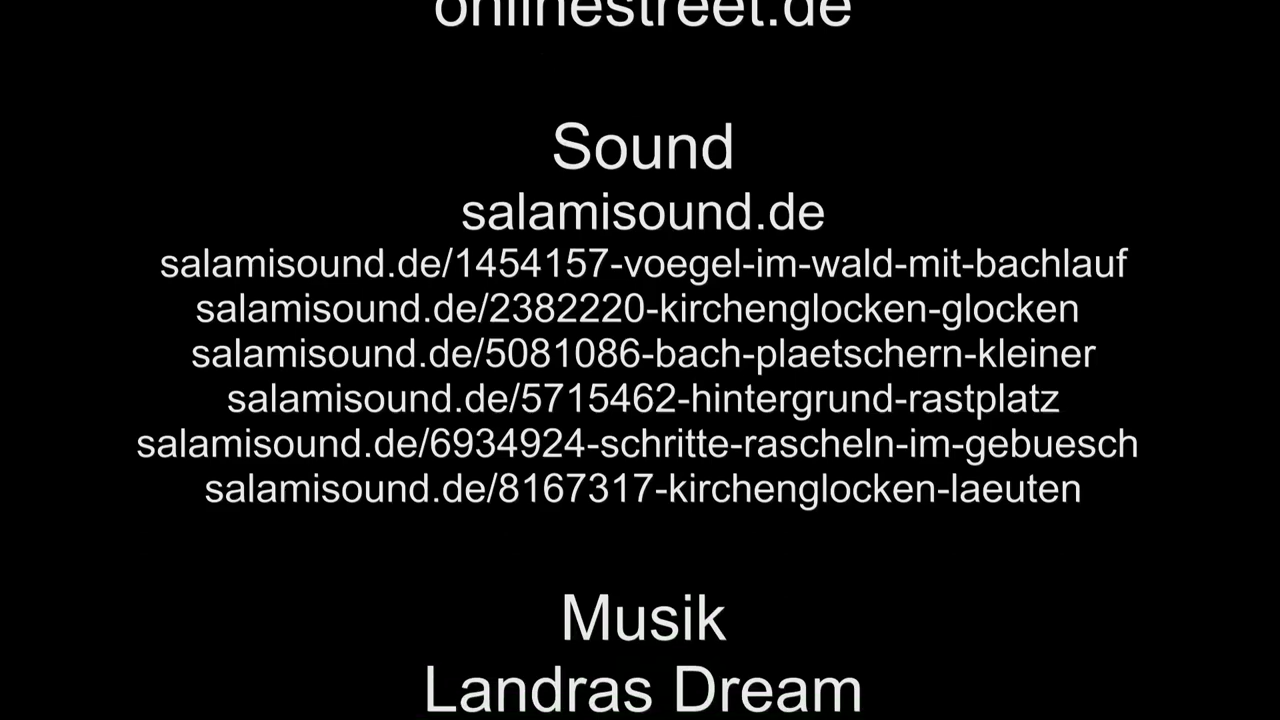 onlinestreet.de
Sound
salamisound.de
salamisound.de/1454157-voegel-im-wald-mit-bachlauf
salamisound.de/2382220-kirchenglocken-glocken
salamisound.de/5081086-bach-plaetschern-kleiner
salamisound.de/5715462-hintergrund-rastplatz
salamisound.de/6934924-schritte-rascheln-im-gebuesch
salamisound.de/8167317-kirchenglocken-laeuten
Musik
Landras Dream